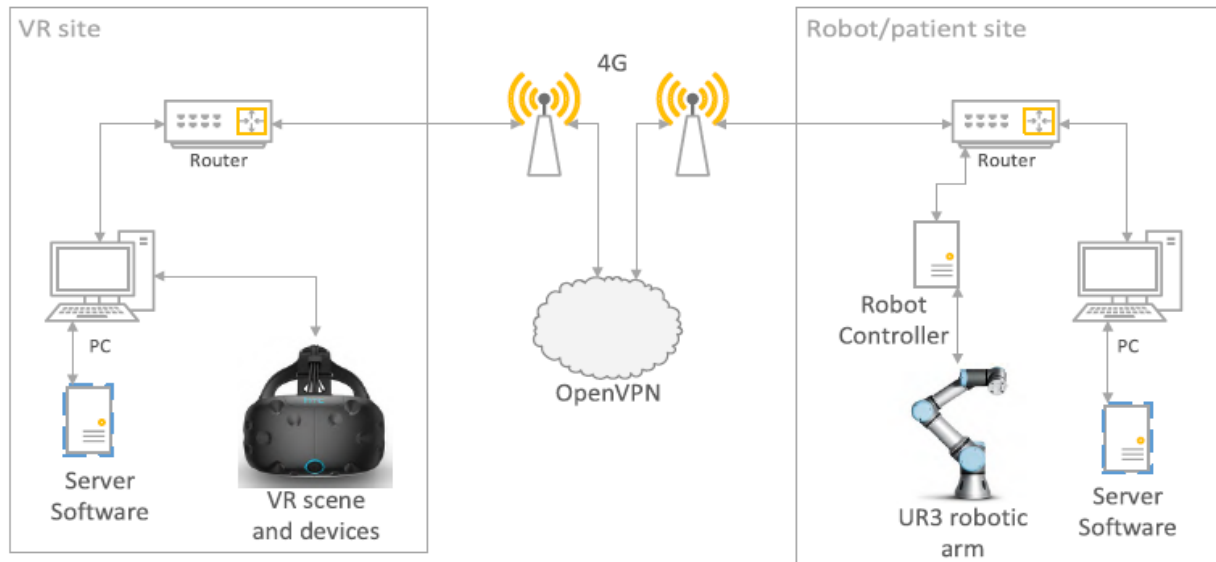 VR site
Robot/patient site
4G
Router
Router
PC
Robot
Controller
PC
OpenVPN
hTC
Server
Software
VR scene
and devices
UR3 robotic
arm
Server
Software